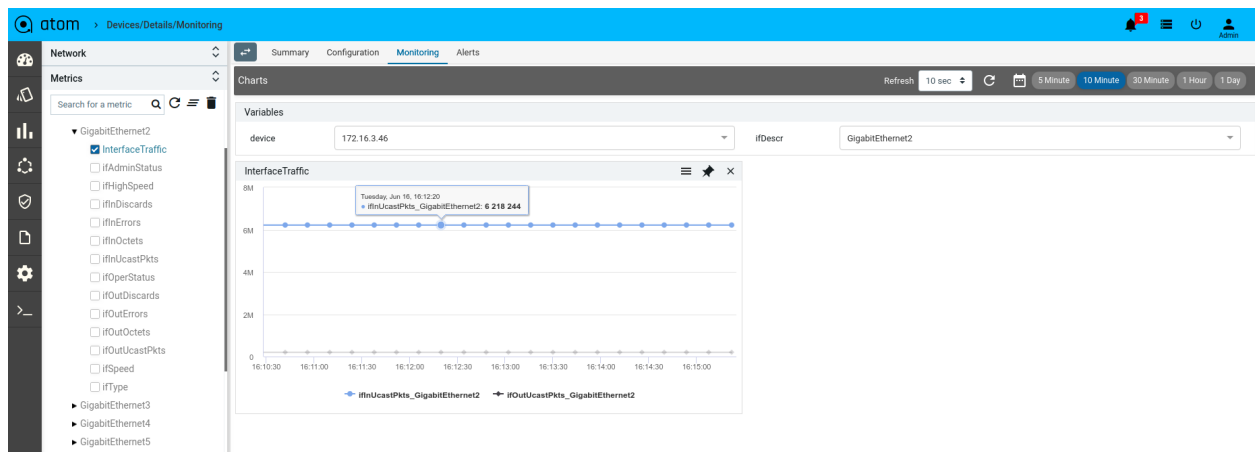 atom > Devices/Details/Monitoring
3
Admin
Network
Metrics
Search for a metric
GigabitEthernet2
InterfaceTraffic
ifAdminStatus
ifHighSpeed
ifInDiscards
ifInErrors
ifInOctets
ifInUcastPkts
ifOperStatus
ifOutDiscards
ifOutErrors
ifOutOctets
ifOutUcastPkts
ifSpeed
ifType
GigabitEthernet3
GigabitEthernet4
GigabitEthernet5
Summary Configuration Monitoring Alerts
Charts Refresh 10 sec 5 Minute 10 Minute 30 Minute 1 Hour 1 Day
Variables
device 172.16.3.46 ifDescr GigabitEthernet2
InterfaceTraffic
8M
Tuesday, Jun 16, 16:12:20
ifInUcastPkts_GigabitEthernet2: 6 218 244
6M
4M
2M
0
16:10:30 16:11:00 16:11:30 16:12:00 16:12:30 16:13:00 16:13:30 16:14:00 16:14:30 16:15:00
ifInUcastPkts_GigabitEthernet2 ifOutUcastPkts_GigabitEthernet2